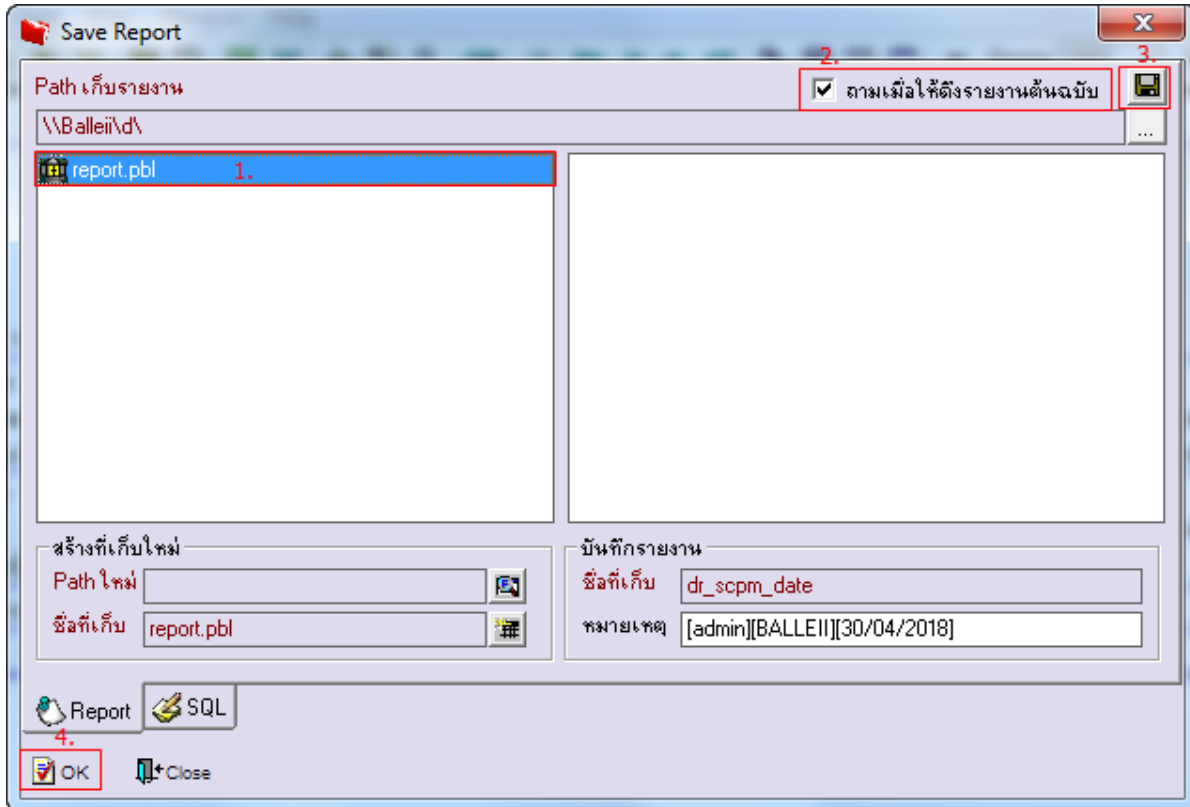 Save Report
2.
3.
Path เก็บรายงาน
ถามเมื่อให้ดึงรายงานต้นฉบับ
\\Balleii\d\
...
report.pbl
1.
สร้างที่เก็บใหม่
Path ใหม่
ชื่อที่เก็บ report.pbl
บันทึกรายงาน
ชื่อที่เก็บ dr_scpm_date
หมายเหตุ [admin][BALLEII][30/04/2018]
Report SQL
4.
OK Close